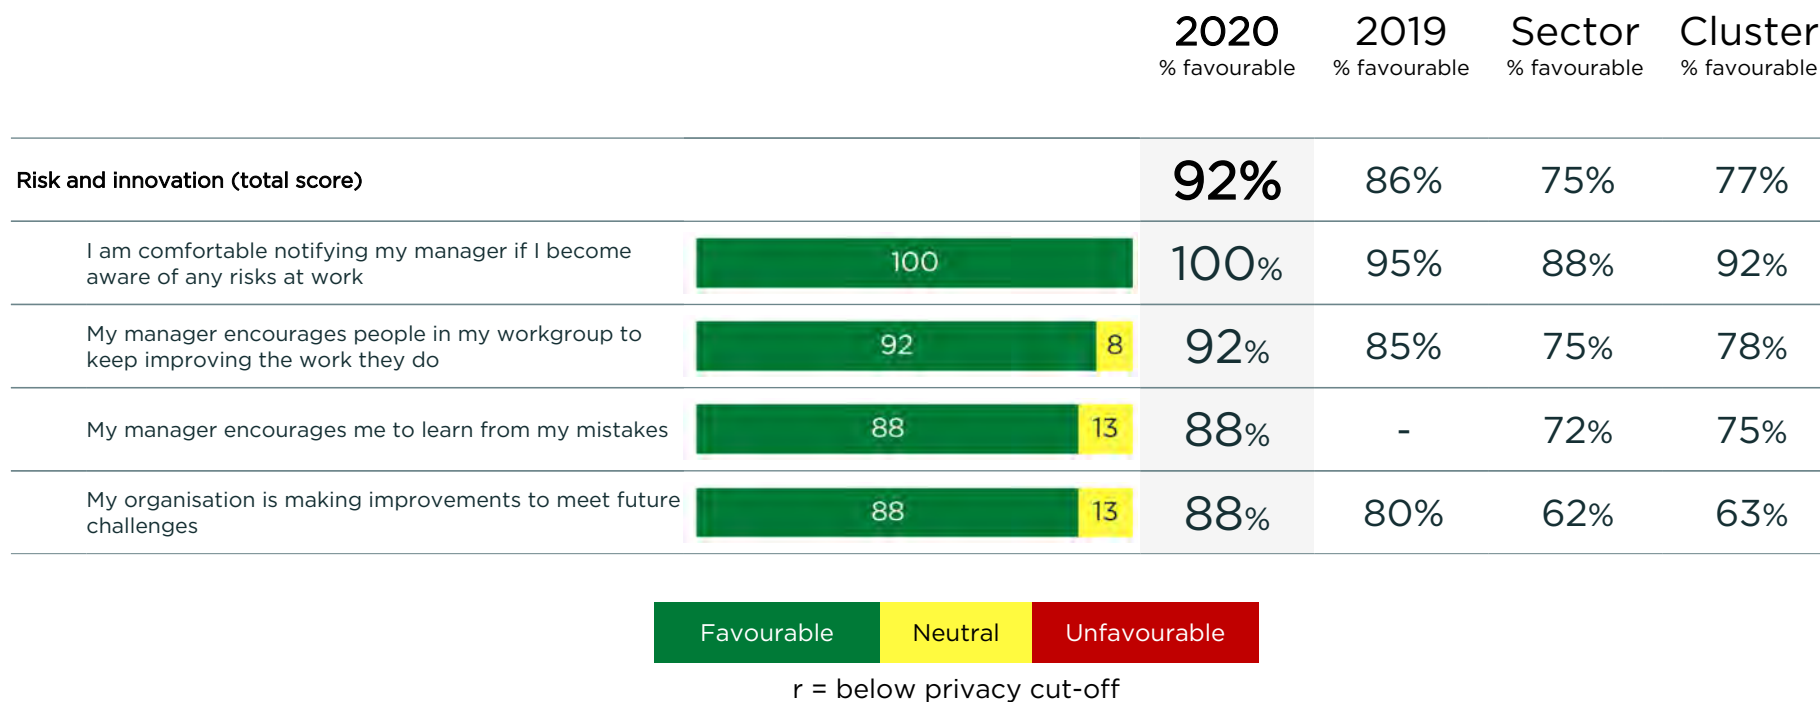 2020 2019 Sector Cluster
% favourable % favourable % favourable % favourable
Risk and innovation (total score) 92% 86% 75% 77%
I am comfortable notifying my manager if I become
aware of any risks at work
100 100% 95% 88% 92%
My manager encourages people in my workgroup to
keep improving the work they do
92 8 92% 85% 75% 78%
My manager encourages me to learn from my mistakes 88 13 88% - 72% 75%
My organisation is making improvements to meet future
challenges
88 13 88% 80% 62% 63%
Favourable Neutral Unfavourable
r = below privacy cut-off